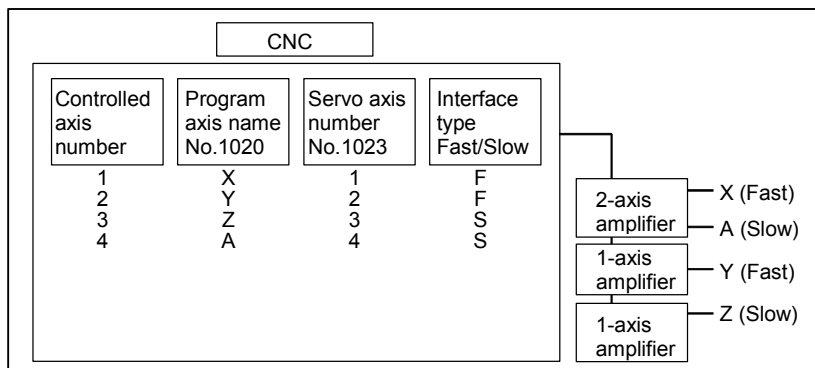 CNC
Controlled
axis
number
Program
axis name
No.1020
Servo axis
number
No.1023
Interface
type
Fast/Slow
1 X 1 F
2 Y 2 F
3 Z 3 S
4 A 4 S
2-axis
amplifier
X (Fast)
A (Slow)
1-axis
amplifier
Y (Fast)
1-axis
amplifier
Z (Slow)